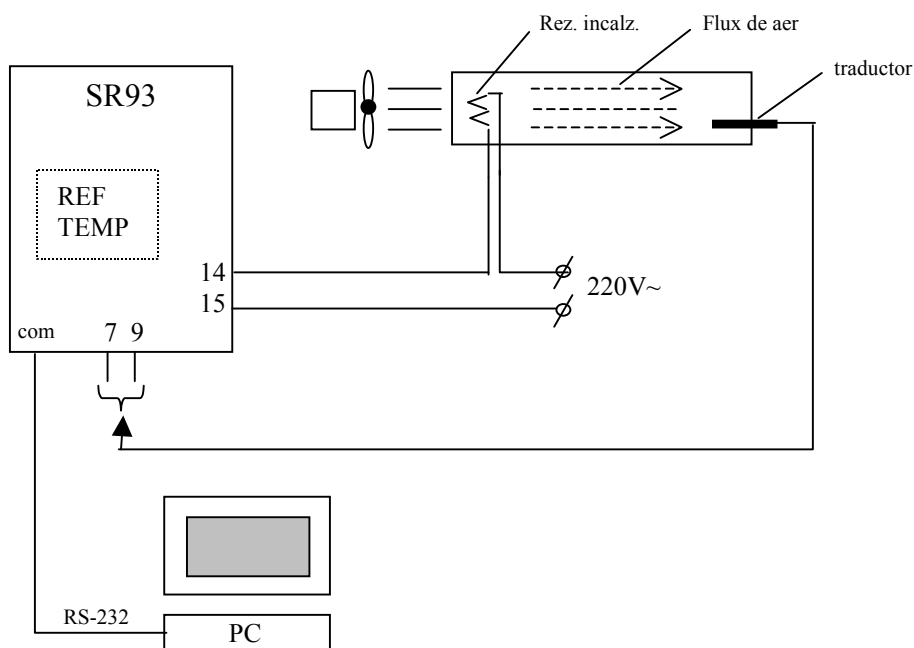 Rez. incalz.
Flux de aer
traductor
SR93
REF
TEMP
14
15
220V~
com
7 9
RS-232
PC